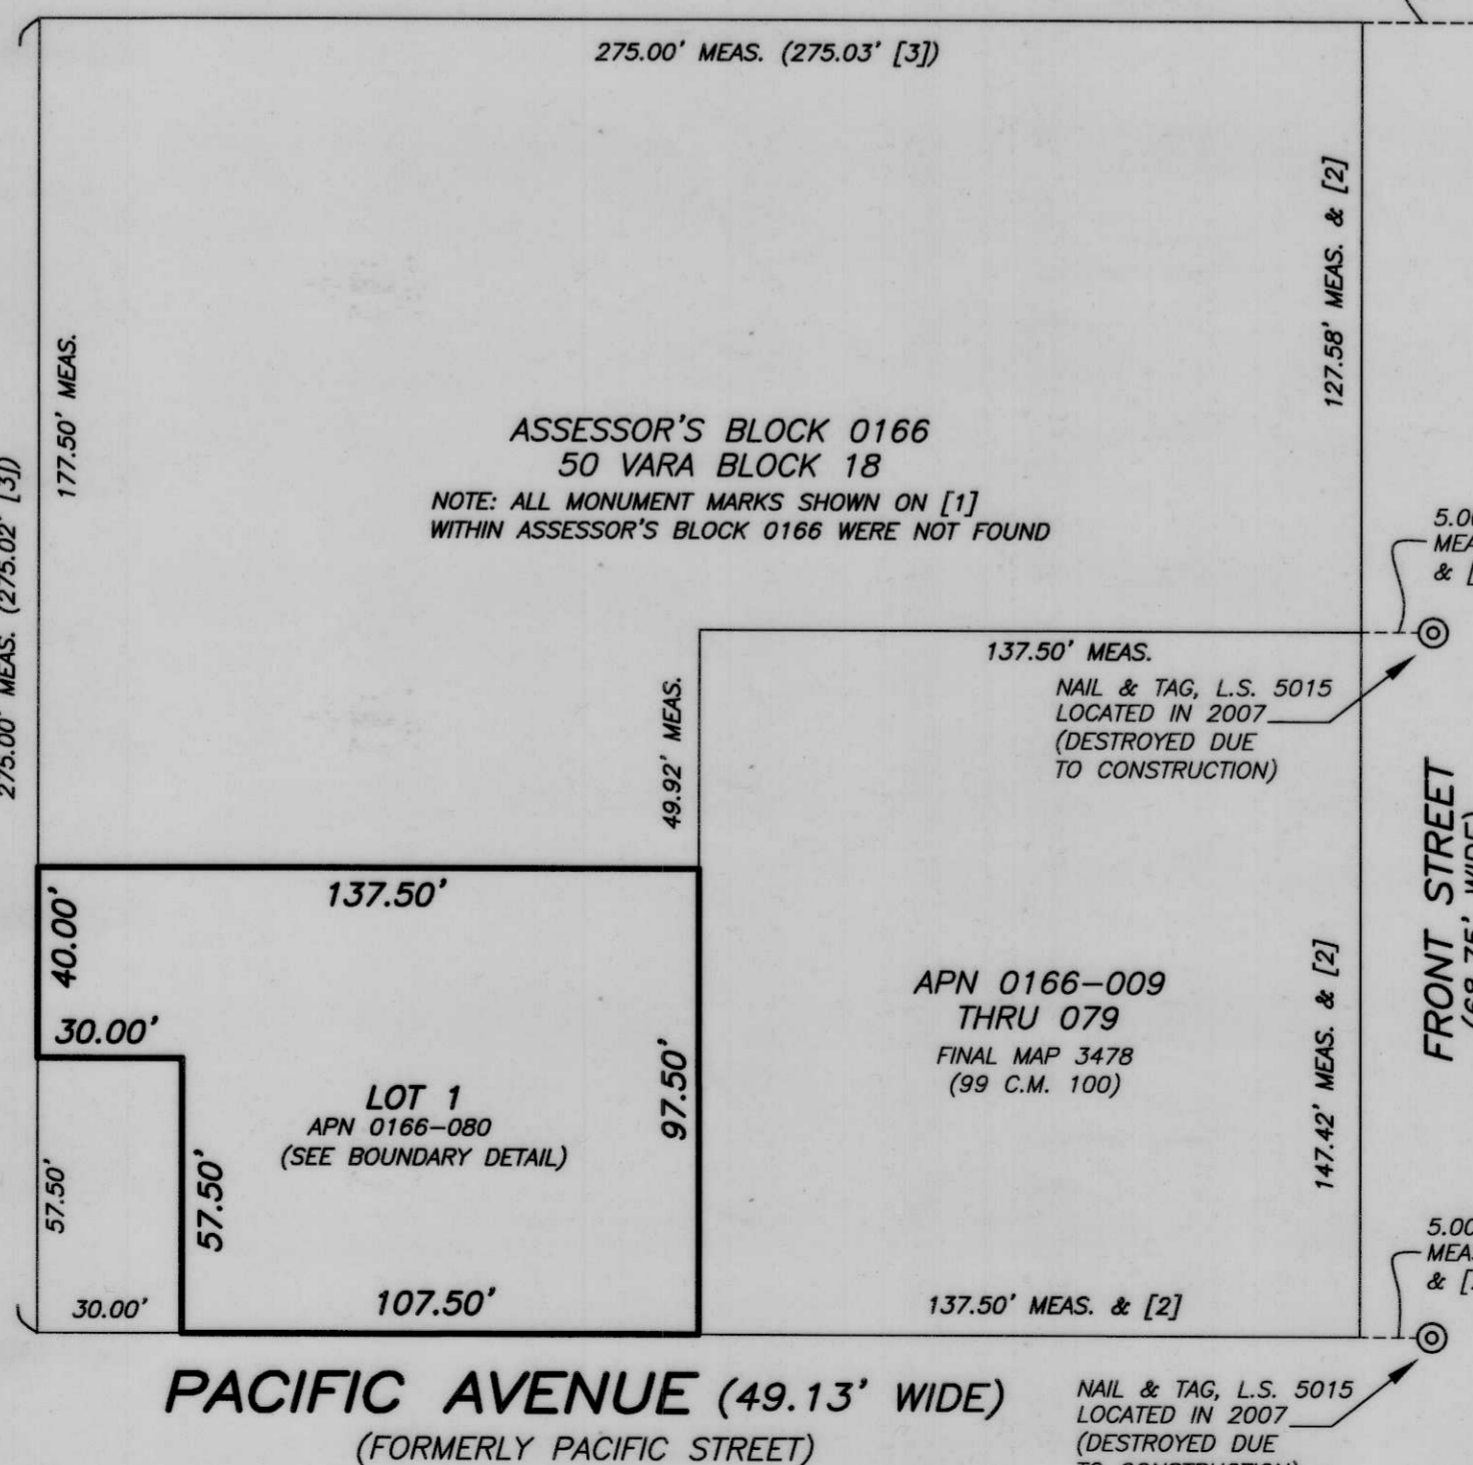 275.00' MEAS. (275.03' [3])
127.58' MEAS. & [2]
177.50' MEAS.
275.00' MEAS. (275.02' [3])
ASSESSOR'S BLOCK 0166
50 VARA BLOCK 18
NOTE: ALL MONUMENT MARKS SHOWN ON [1]
WITHIN ASSESSOR'S BLOCK 0166 WERE NOT FOUND
5.00
& [
137.50' MEAS.
NAIL & TAG, L.S. 5015
LOCATED IN 2007
(DESTROYED DUE
TO CONSTRUCTION)
49.92' MEAS.
FRONT STREET
(68.75' WIDE)
137.50'
40.00'
30.00'
LOT 1
APN 0166-080
(SEE BOUNDARY DETAIL)
97.50'
57.50'
57.50'
30.00'
107.50'
APN 0166-009
THRU 079
FINAL MAP 3478
(99 C.M. 100)
147.42' MEAS. & [2]
137.50' MEAS. & [2]
5.00
& [
PACIFIC AVENUE (49.13' WIDE)
(FORMERLY PACIFIC STREET)
NAIL & TAG, L.S. 5015
LOCATED IN 2007
(DESTROYED DUE
TO CONSTRUCTION)